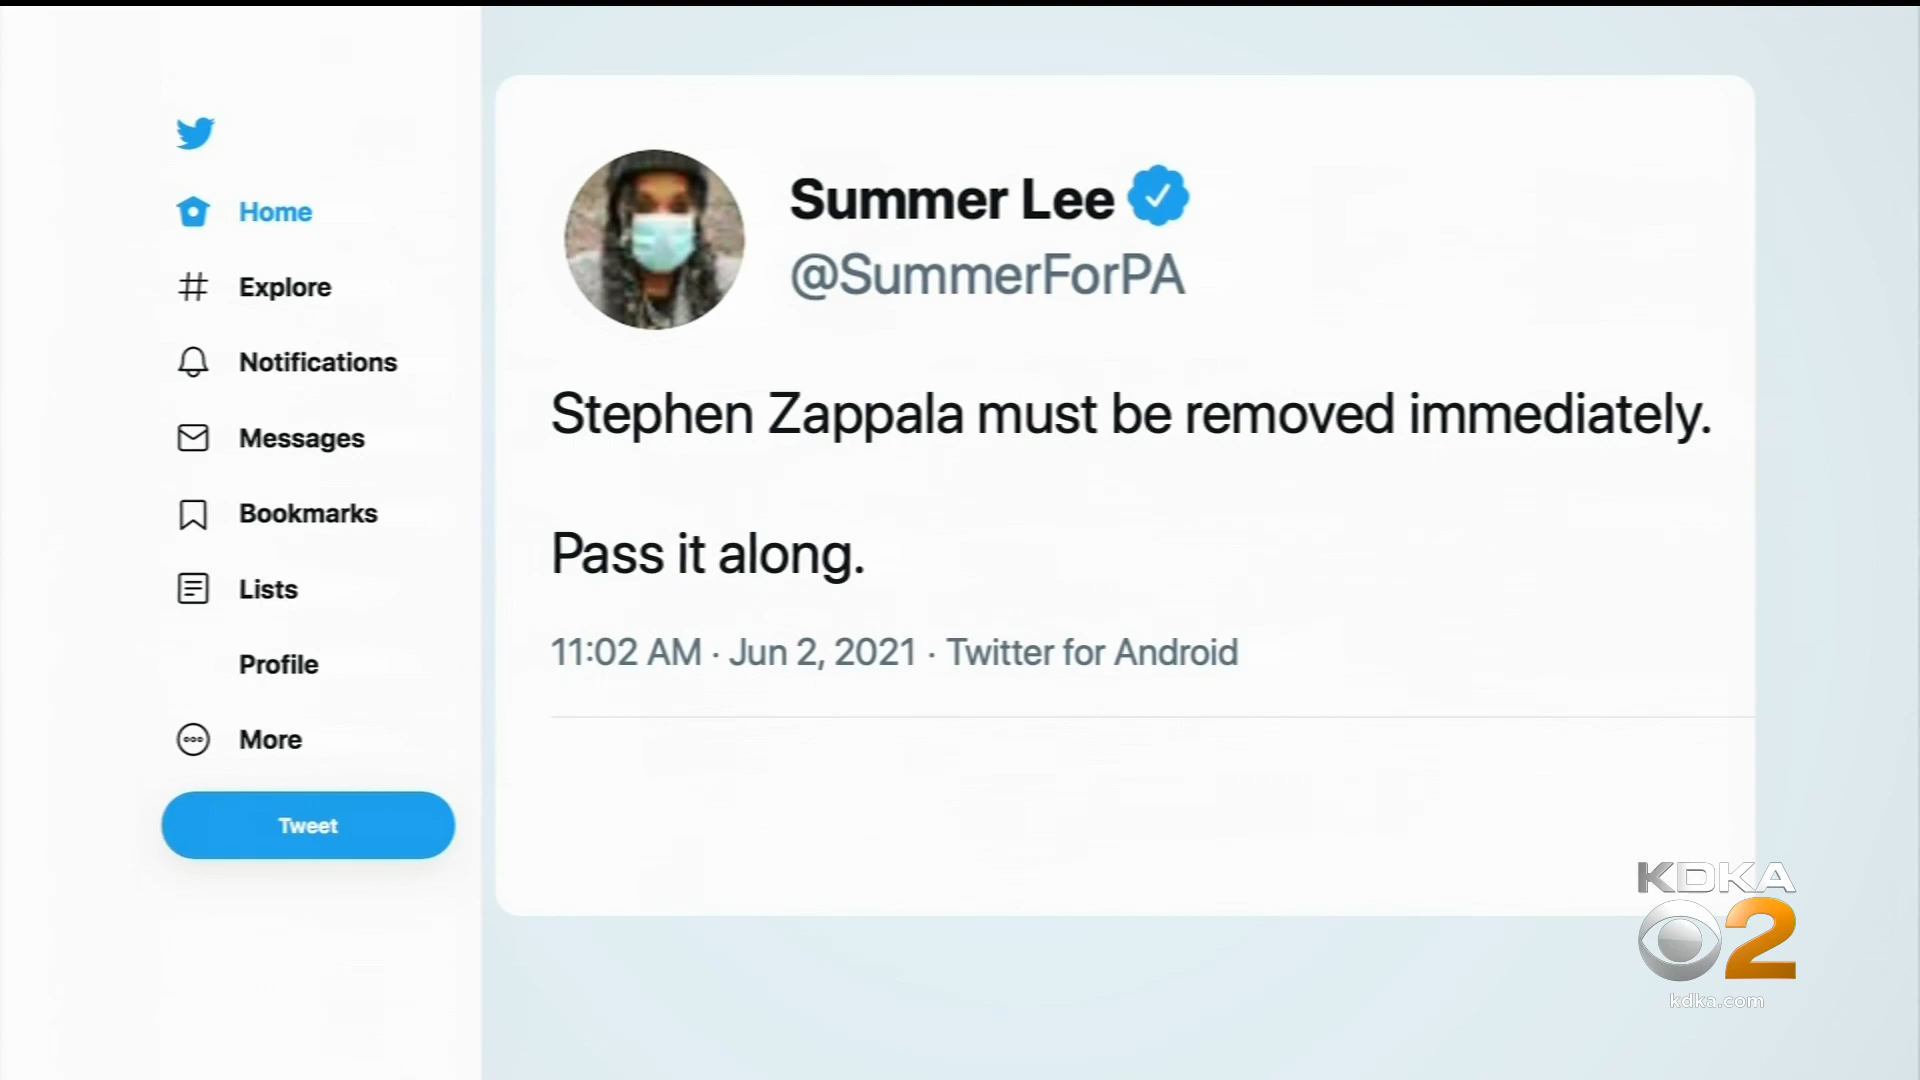 Home
Explore
Notifications
Messages
Bookmarks
Lists
Profile
More
Tweet
Summer Lee
@SummerForPA
Stephen Zappala must be removed immediately.
Pass it along.
11:02 AM · Jun 2, 2021 · Twitter for Android
KDKA
2
kdka.com